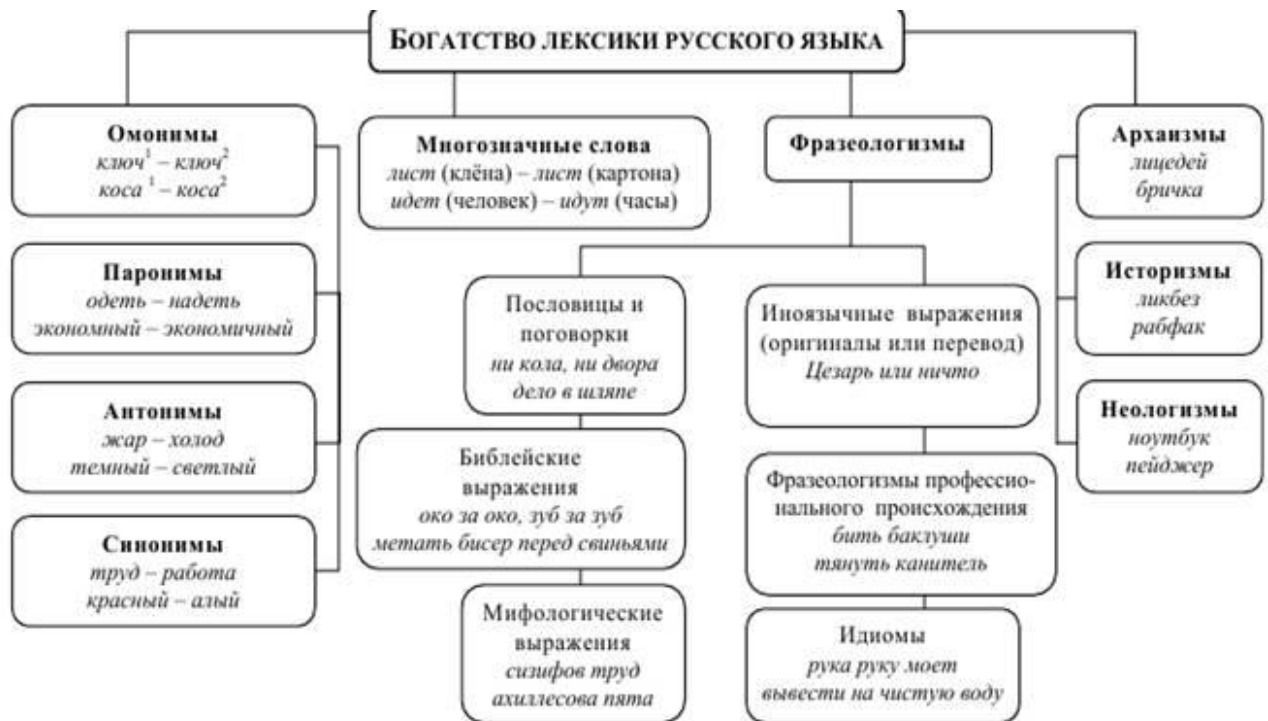 БОГАТСТВО ЛЕКСИКИ РУССКОГО ЯЗЫКА
Омонимы
ключ¹ – ключ²
коса ¹ – коса²
Паронимы
одеть – надеть
экономный – экономичный
Антонимы
жар – холод
темный – светлый
Синонимы
труд – работа
красный – алый
Многозначные слова
лист (клёна) – лист (картона)
идет (человек) – идут (часы)
Фразеологизмы
Пословицы и
поговорки
ни кола, ни двора
дело в шляпе
Библейские
выражения
око за око, зуб за зуб
метать бисер перед свиньями
Мифологические
выражения
сизифов труд
ахиллесова пята
Иноязычные выражения
(оригиналы или перевод)
Цезарь или ничто
Фразеологизмы профессио-
нального происхождения
бить баклуши
тянуть канитель
Идиомы
рука руку моет
вывести на чистую воду
Архаизмы
лицедей
бричка
Историзмы
ликбез
рабфак
Неологизмы
ноутбук
пейджер